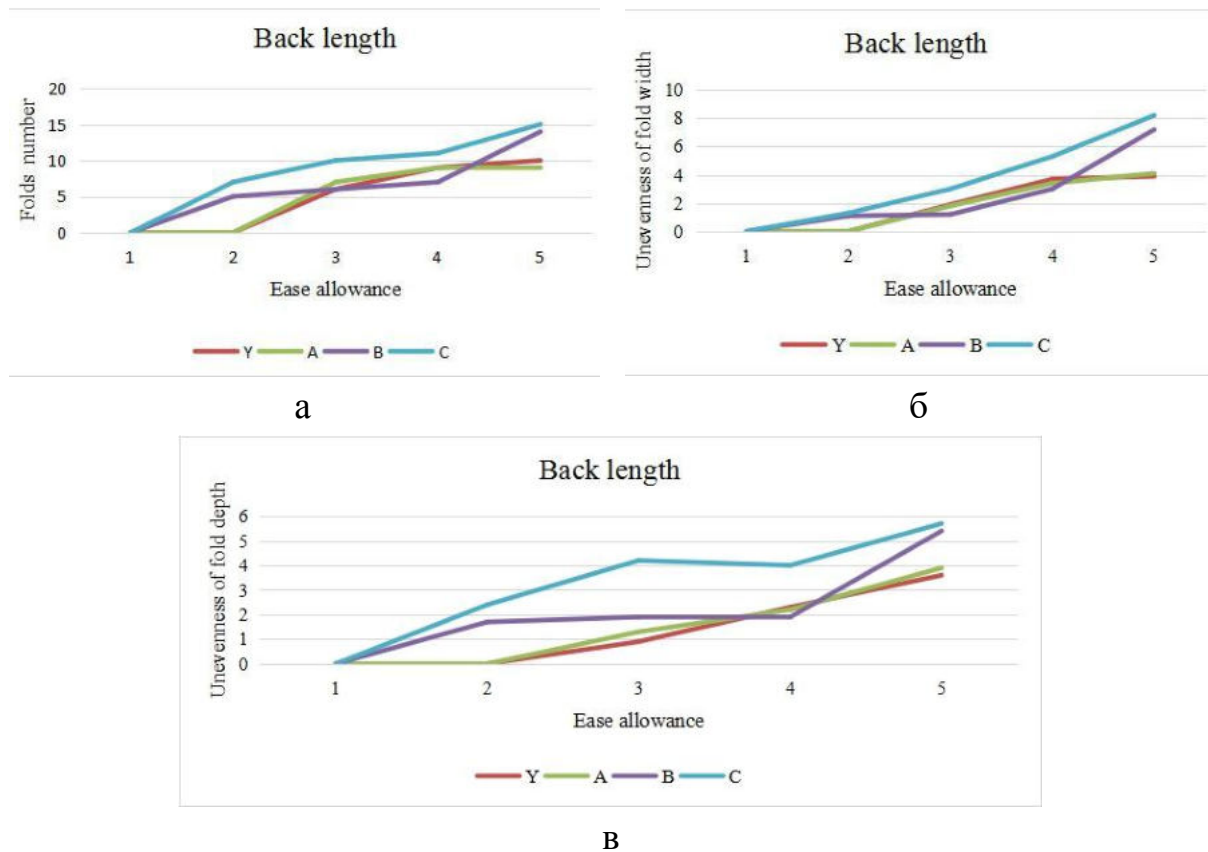 Back length
Folds number
20
15
10
5
0
1 2 3 4 5
Ease allowance
Y A B C
а
Back length
Unevenness of fold width
10
8
6
4
2
0
1 2 3 4 5
Ease allowance
Y A B C
б
Back length
Unevenness of fold depth
6
5
4
3
2
1
0
1 2 3 4 5
Ease allowance
Y A B C
в